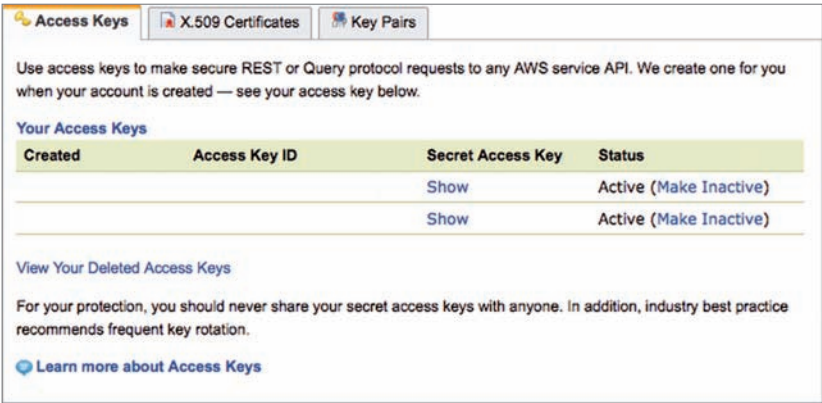 Access Keys X.509 Certificates Key Pairs
Use access keys to make secure REST or Query protocol requests to any AWS service API. We create one for you
when your account is created — see your access key below.
Your Access Keys
Created Access Key ID Secret Access Key Status
Show Active (Make Inactive)
Show Active (Make Inactive)
View Your Deleted Access Keys
For your protection, you should never share your secret access keys with anyone. In addition, industry best practice
recommends frequent key rotation.
Learn more about Access Keys